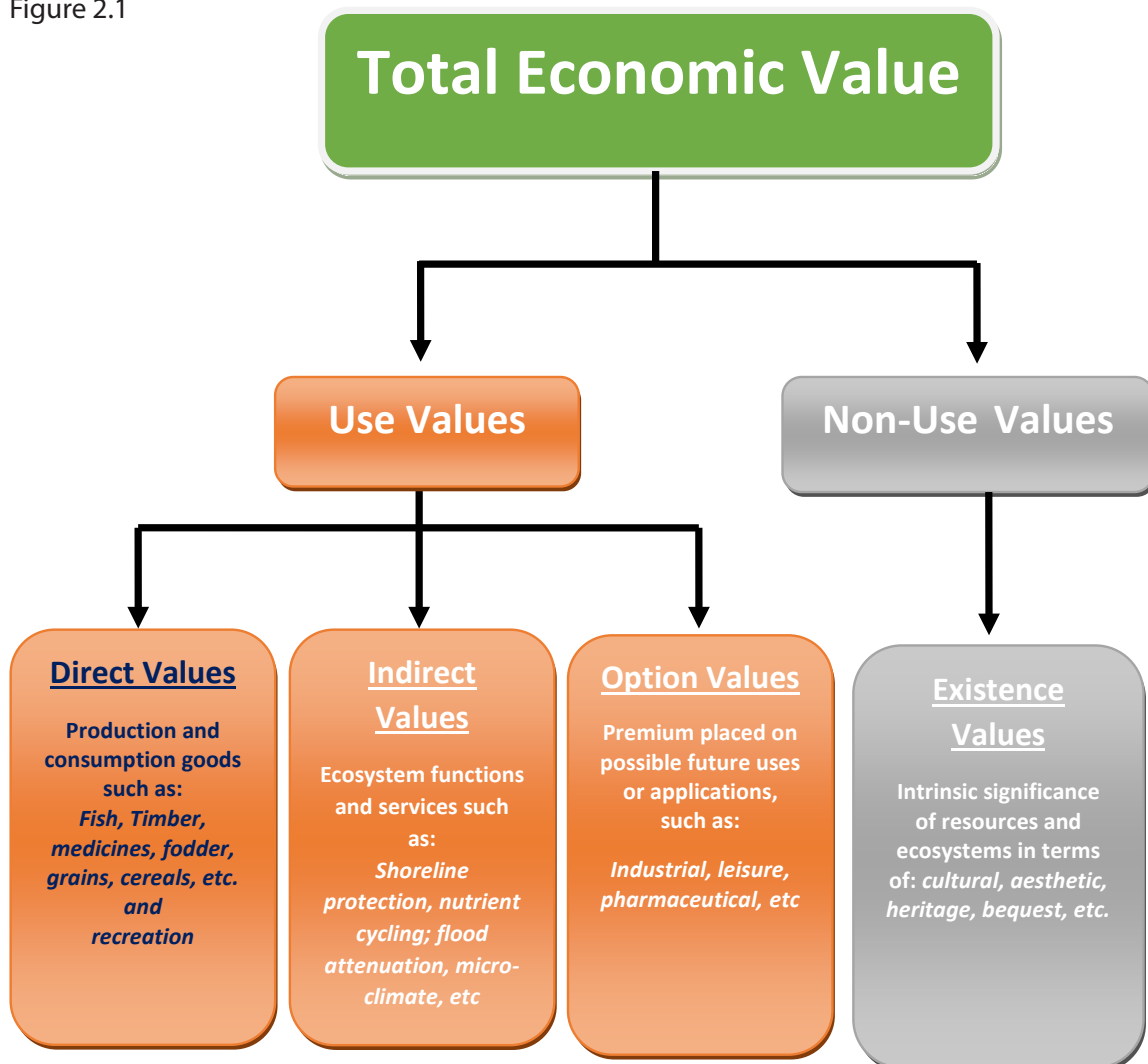 Figure 2.1
Total Economic Value
Use Values
Non-Use Values
Direct Values
Production and
consumption goods
such as:
Fish, Timber,
medicines, fodder,
grains, cereals, etc.
and
recreation
Indirect
Values
Ecosystem functions
and services such
as:
Shoreline
protection, nutrient
cycling; flood
attenuation, micro-
climate, etc
Option Values
Premium placed on
possible future uses
or applications,
such as:
Industrial, leisure,
pharmaceutical, etc
Existence
Values
Intrinsic significance
of resources and
ecosystems in terms
of: cultural, aesthetic,
heritage, bequest, etc.